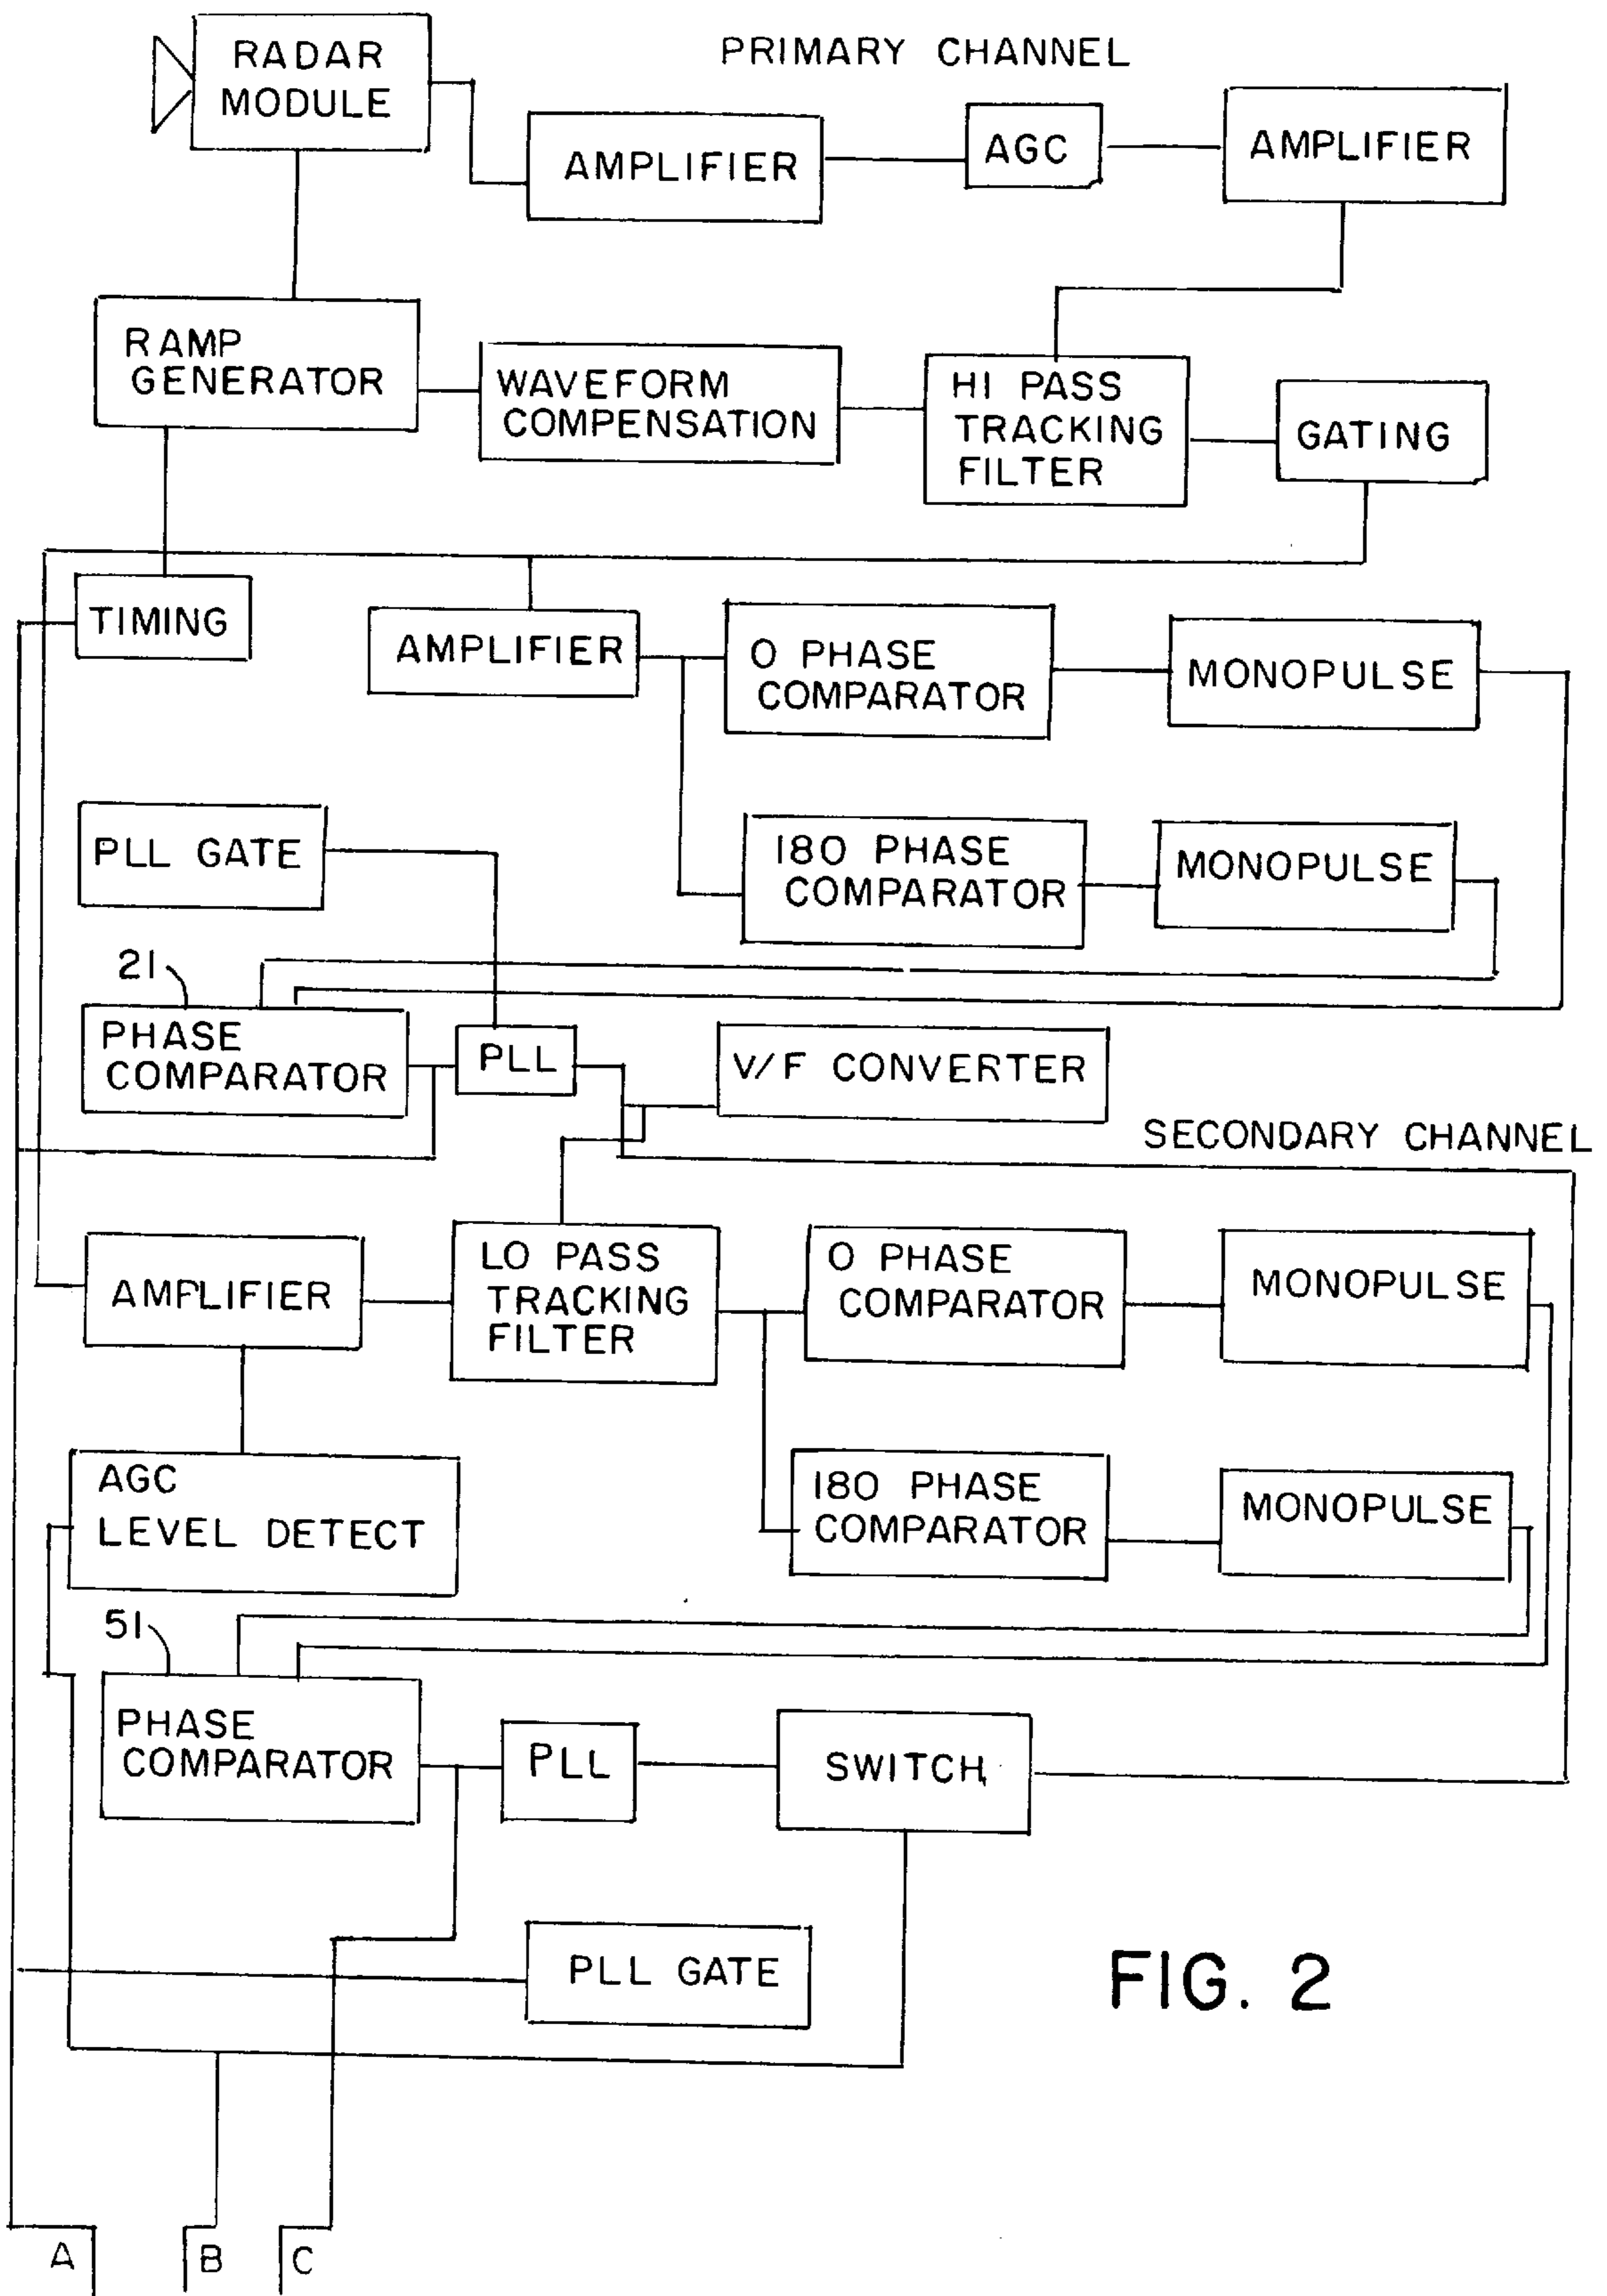 RADAR
MODULE
PRIMARY CHANNEL
AMPLIFIER
AGC
AMPLIFIER
RAMP
GENERATOR
WAVEFORM
COMPENSATION
HI PASS
TRACKING
FILTER
GATING
TIMING
AMPLIFIER
O PHASE
COMPARATOR
MONOPULSE
PLL GATE
180 PHASE
COMPARATOR
MONOPULSE
21
PHASE
COMPARATOR
PLL
V/F CONVERTER
SECONDARY CHANNEL
AMPLIFIER
LO PASS
TRACKING
FILTER
O PHASE
COMPARATOR
MONOPULSE
AGC
LEVEL DETECT
180 PHASE
COMPARATOR
MONOPULSE
51
PHASE
COMPARATOR
PLL
SWITCH
PLL GATE
FIG. 2
A
B
C